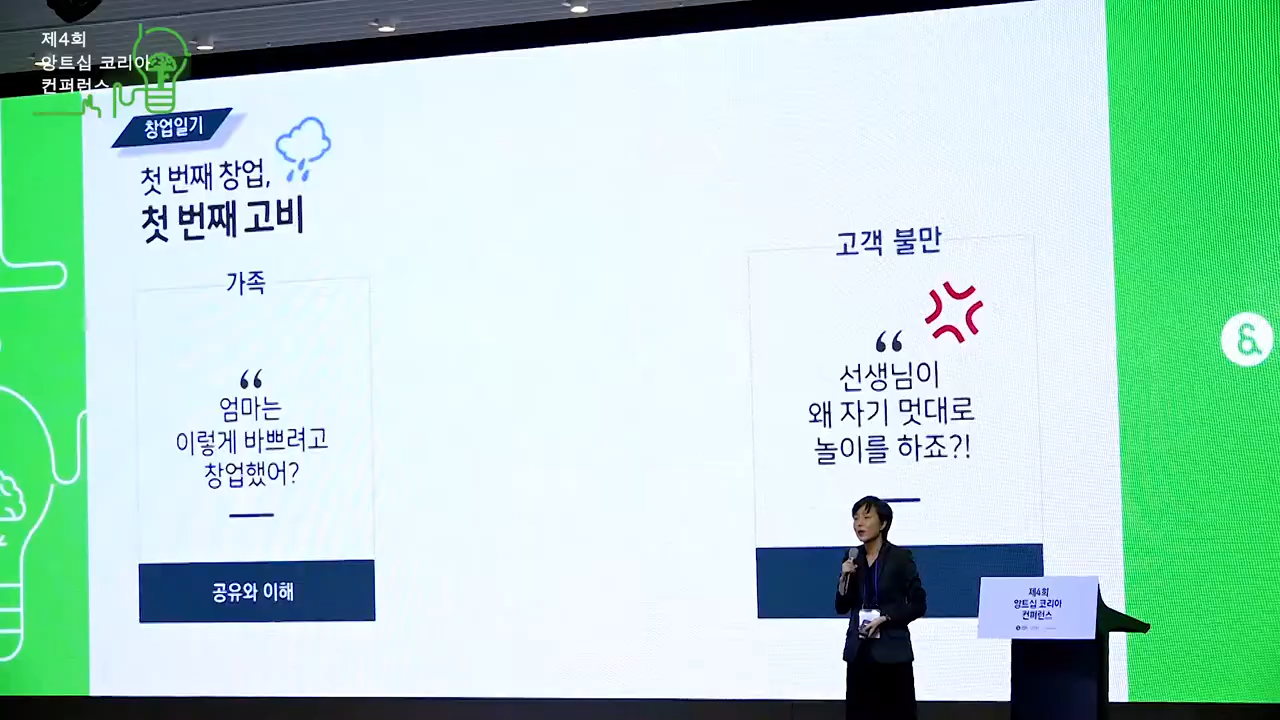 제4회
앙트십 코리아
컨퍼런스
창업일기
첫 번째 창업,
첫 번째 고비
가족
“
엄마는
이렇게 바쁘려고
창업했어?
공유와 이해
고객 불만
“
선생님이
왜 자기 멋대로
놀이를 하죠?!
&
제4회
앙트십 코리아
컨퍼런스